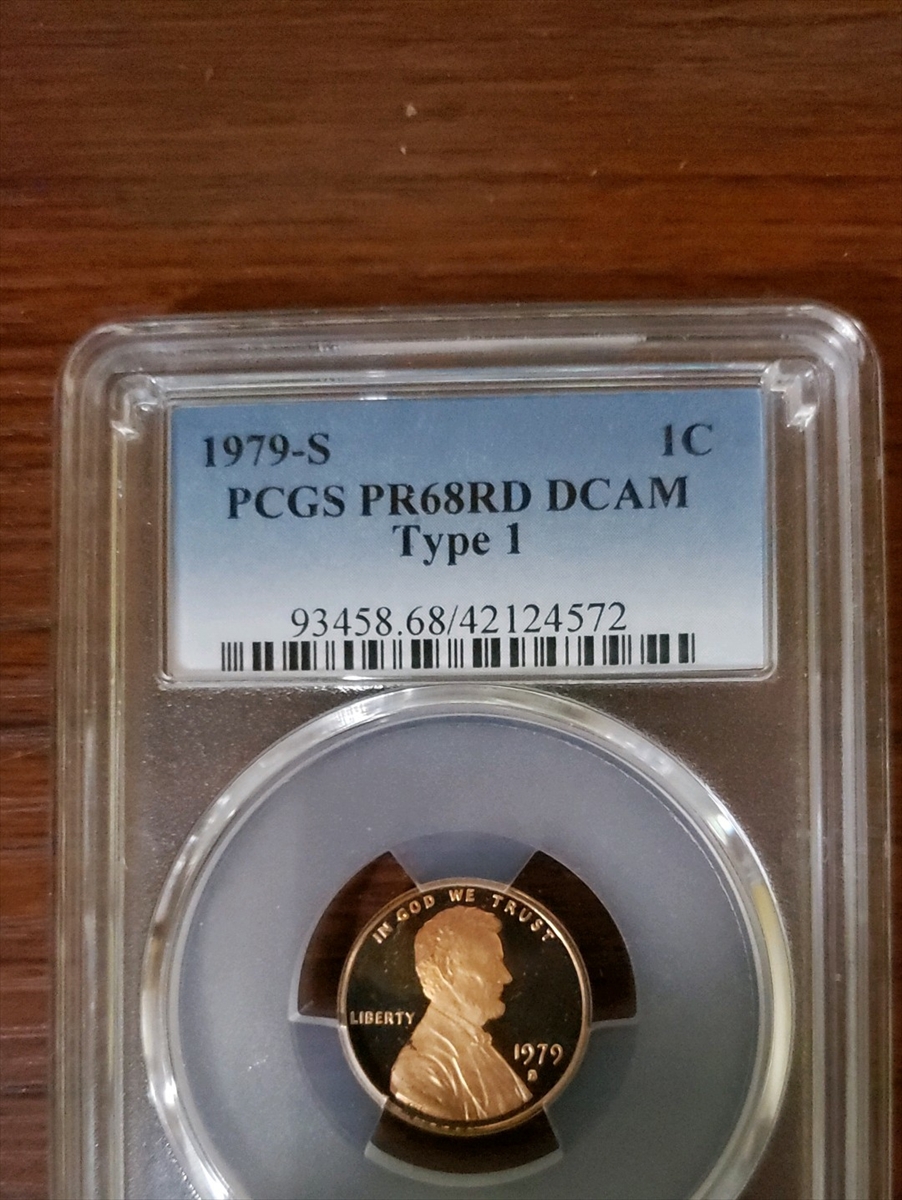 1979-S 1C
PCGS PR68RD DCAM
Type 1
93458.68/42124572
IN GOD WE TRUST
LIBERTY
1979
S